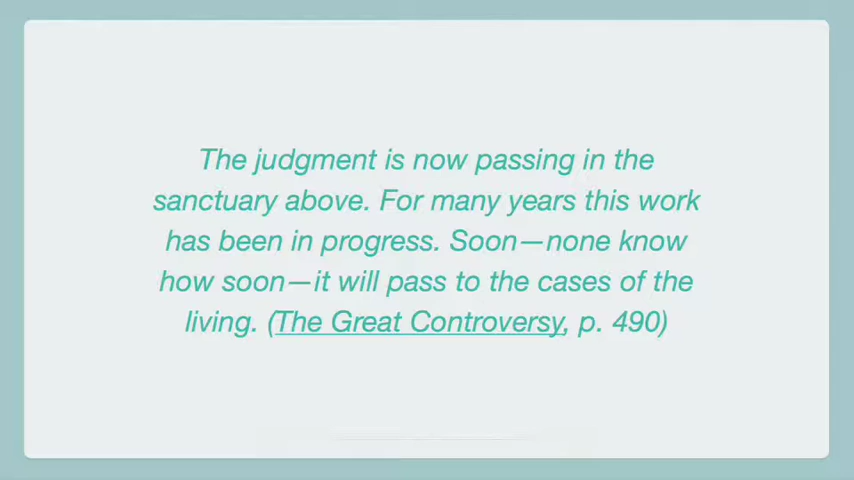 The judgment is now passing in the
sanctuary above. For many years this work
has been in progress. Soon—none know
how soon—it will pass to the cases of the
living. (The Great Controversy, p. 490)